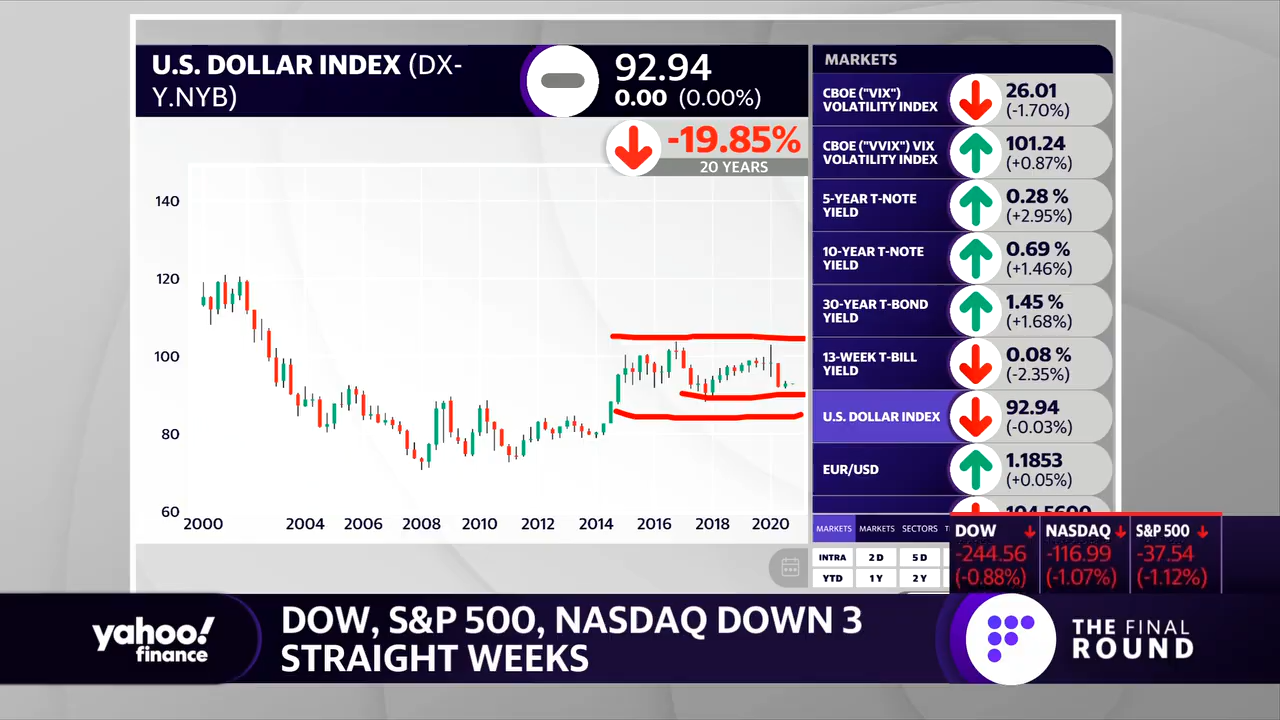 U.S. DOLLAR INDEX (DX-
Y.NYB)
92.94
0.00 (0.00%)
-19.85%
20 YEARS
140
120
100
80
60
2000 2004 2006 2008 2010 2012 2014 2016 2018 2020
MARKETS
CBOE ("VIX")
VOLATILITY INDEX
26.01
(-1.70%)
CBOE ("VVIX") VIX
VOLATILITY INDEX
101.24
(+0.87%)
5-YEAR T-NOTE
YIELD
0.28 %
(+2.95%)
10-YEAR T-NOTE
YIELD
0.69 %
(+1.46%)
30-YEAR T-BOND
YIELD
1.45 %
(+1.68%)
13-WEEK T-BILL
YIELD
0.08 %
(-2.35%)
U.S. DOLLAR INDEX
92.94
(-0.03%)
EUR/USD
1.1853
(+0.05%)
MARKETS MARKETS SECTORS
INTRA 2 D 5 D
YTD 1 Y 2 Y
DOW
-244.56
(-0.88%)
NASDAQ
-116.99
(-1.07%)
S&P 500
-37.54
(-1.12%)
yahoo!
finance
DOW, S&P 500, NASDAQ DOWN 3
STRAIGHT WEEKS
THE FINAL
ROUND